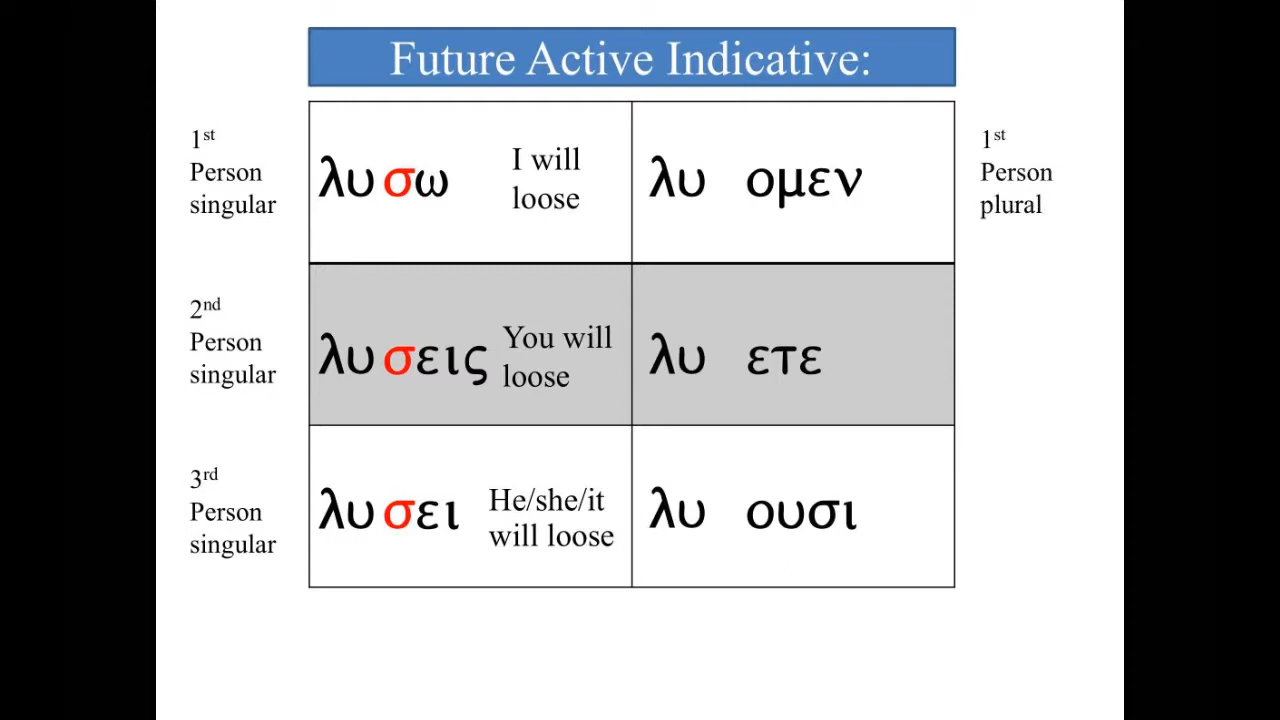 Future Active Indicative:
1st
Person
singular
λυσω
I will
loose
λυ ομεν
1st
Person
plural
2nd
Person
singular
λυσεις
You will
loose
λυ ετε
3rd
Person
singular
λυσει
He/she/it
will loose
λυ ουσι